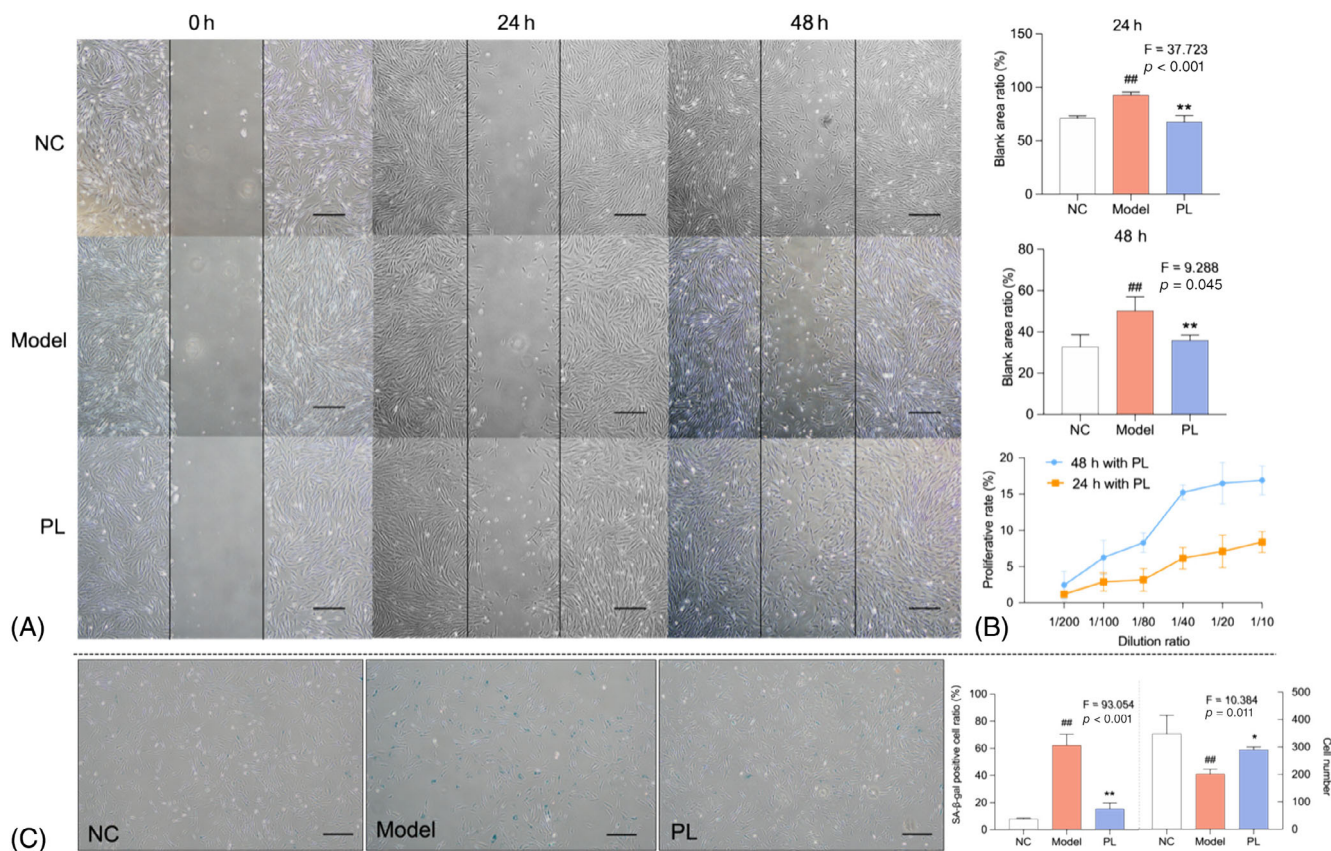 0 h 24 h 48 h
NC
Model
PL
(A)
24 h
Blank area ratio (%)
150
100
50
0
F = 37.723
p < 0.001
##
**
NC Model PL
48 h
Blank area ratio (%)
80
60
40
20
0
F = 9.288
p = 0.045
##
**
NC Model PL
Proliferative rate (%)
20
15
10
5
0
48 h with PL
24 h with PL
1/200 1/100 1/80 1/40 1/20 1/10
Dilution ratio
(B)
(C)
NC
Model
PL
SA-β-gal positive cell ratio (%)
100
80
60
40
20
0
F = 93.054
p < 0.001
##
**
NC Model PL
F = 10.384
p = 0.011
##
*
NC Model PL
500
400
300
200
100
0
Cell number